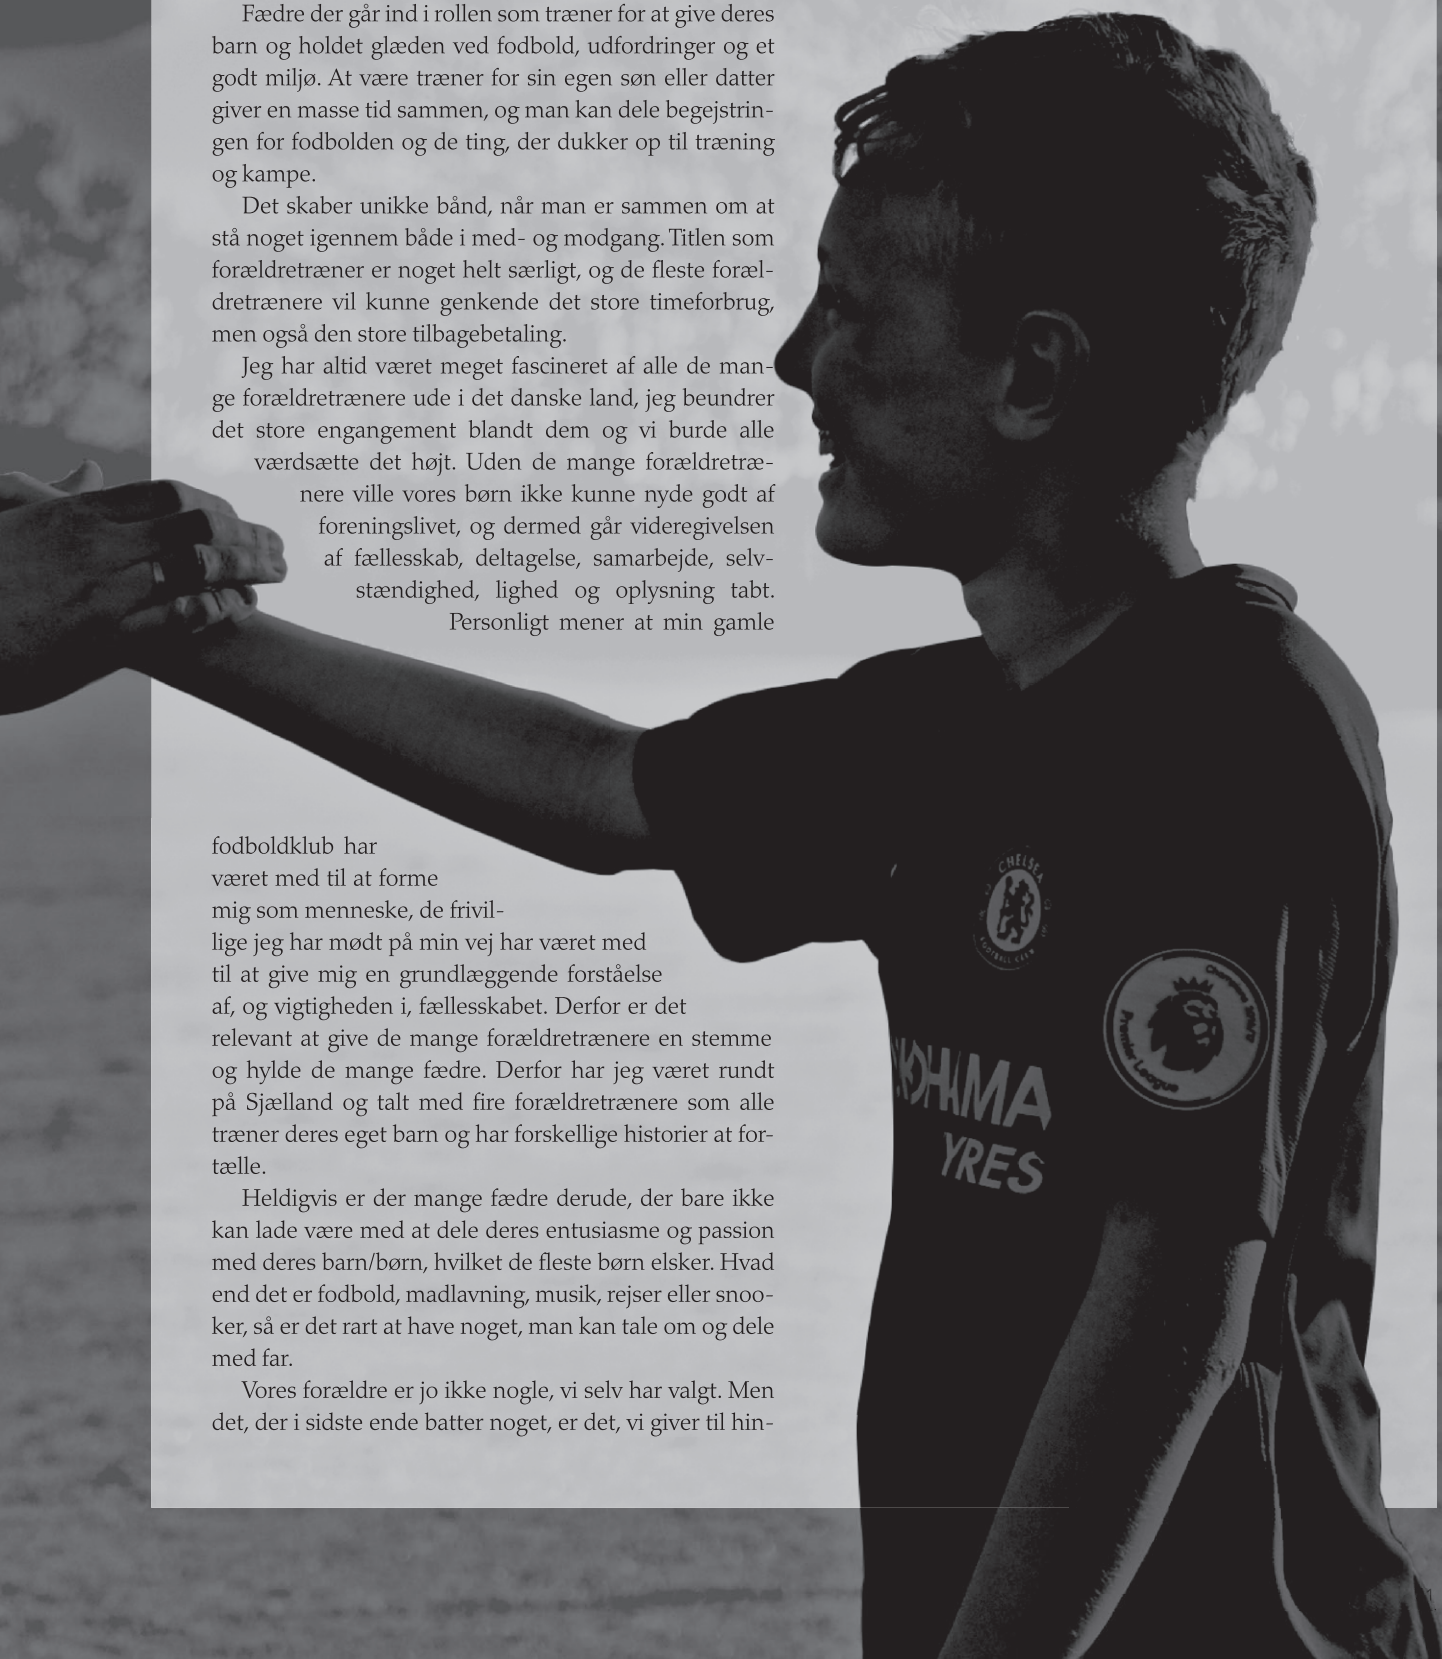 Fædre der går ind i rollen som træner for at give deres
barn og holdet glæden ved fodbold, udfordringer og et
godt miljø. At være træner for sin egen søn eller datter
giver en masse tid sammen, og man kan dele begejstrin-
gen for fodbolden og de ting, der dukker op til træning
og kampe.
Det skaber unikke bånd, når man er sammen om at
stå noget igennem både i med- og modgang. Titlen som
forældretræner er noget helt særligt, og de fleste foræl-
dretrænere vil kunne genkende det store timeforbrug,
men også den store tilbagebetaling.
Jeg har altid været meget fascineret af alle de man-
ge forældretrænere ude i det danske land, jeg beundrer
det store engangement blandt dem og vi burde alle
værdsætte det højt. Uden de mange forældretræ-
nere ville vores børn ikke kunne nyde godt af
foreningslivet, og dermed går videregivelsen
af fællesskab, deltagelse, samarbejde, selv-
stændighed, lighed og oplysning tabt.
Personligt mener at min gamle
fodboldklub har
været med til at forme
mig som menneske, de frivil-
lige jeg har mødt på min vej har været med
til at give mig en grundlæggende forståelse
af, og vigtigheden i, fællesskabet. Derfor er det
relevant at give de mange forældretrænere en stemme
og hylde de mange fædre. Derfor har jeg været rundt
på Sjælland og talt med fire forældretrænere som alle
træner deres eget barn og har forskellige historier at for-
tælle.
Heldigvis er der mange fædre derude, der bare ikke
kan lade være med at dele deres entusiasme og passion
med deres barn/børn, hvilket de fleste børn elsker. Hvad
end det er fodbold, madlavning, musik, rejser eller snoo-
ker, så er det rart at have noget, man kan tale om og dele
med far.
Vores forældre er jo ikke nogle, vi selv har valgt. Men
det, der i sidste ende batter noget, er det, vi giver til hin-
CHELSEA
FOOTBALL CLUB
Premier League
OHAMA
YRES